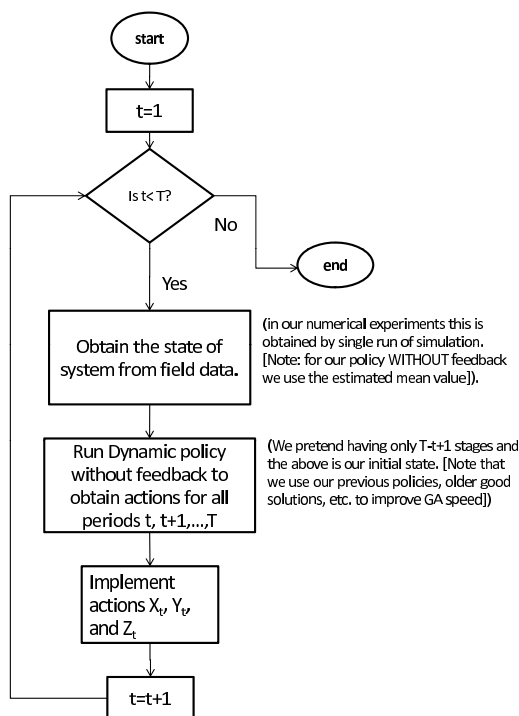 start
t=1
Is t< T?
No
end
Yes
Obtain the state of
system from field data.
(in our numerical experiments this is
obtained by single run of simulation.
[Note: for our policy WITHOUT feedback
we use the estimated mean value]).
Run Dynamic policy
without feedback to
obtain actions for all
periods t, t+1,...,T
(We pretend having only T-t+1 stages and
the above is our initial state. [Note that
we use our previous policies, older good
solutions, etc. to improve GA speed])
Implement
actions Xt, Yt,
and Zt
t=t+1